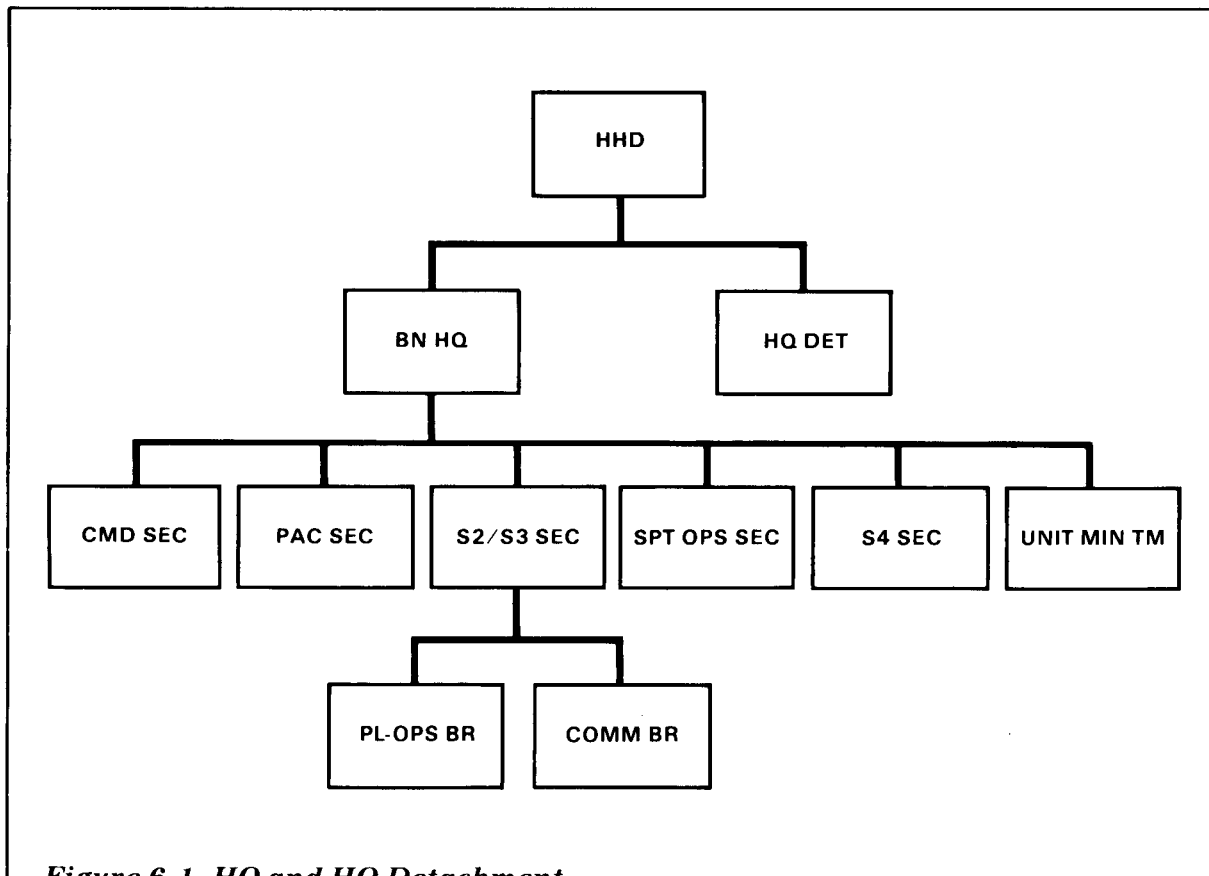 HHD
BN HQ
HQ DET
CMD SEC
PAC SEC
S2/S3 SEC
SPT OPS SEC
S4 SEC
UNIT MIN TM
PL-OPS BR
COMM BR
Figure 6-1. HQ and HQ Detachment